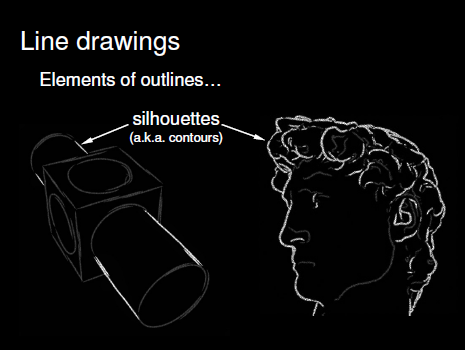 Line drawings
Elements of outlines…
silhouettes
(a.k.a. contours)